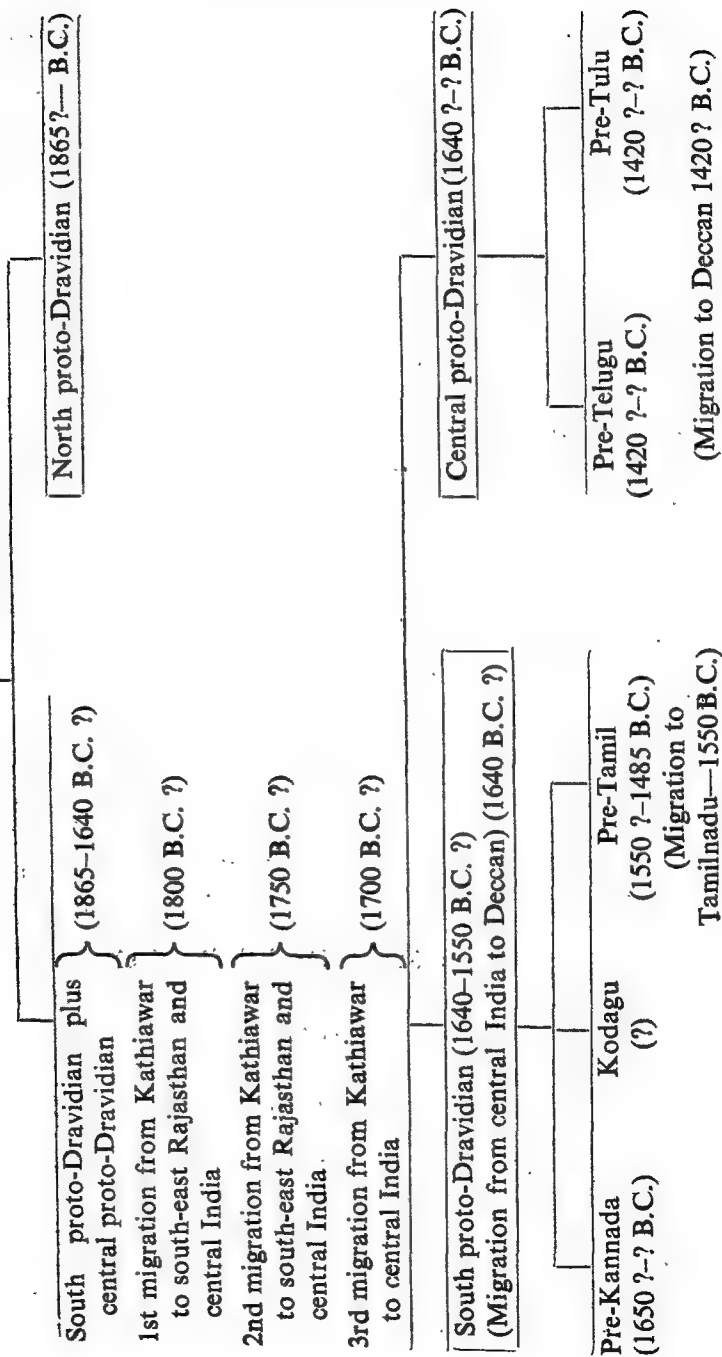 North proto-Dravidian (1865?— B.C.)
South proto-Dravidian plus
central proto-Dravidian
(1865–1640 B.C. ?)
1st migration from Kathiawar
to south-east Rajasthan and
central India
(1800 B.C. ?)
2nd migration from Kathiawar
to south-east Rajasthan and
central India
(1750 B.C. ?)
3rd migration from Kathiawar
to central India
(1700 B.C. ?)
South proto-Dravidian (1640–1550 B.C. ?)
(Migration from central India to Deccan) (1640 B.C. ?)
Central proto-Dravidian (1640 ?–? B.C.)
Pre-Kannada
(1650 ?–? B.C.)
Kodagu
(?)
Pre-Tamil
(1550 ?–1485 B.C.)
(Migration to
Tamilnadu—1550 B.C.)
Pre-Telugu
(1420 ?–? B.C.)
Pre-Tulu
(1420 ?–? B.C.)
(Migration to Deccan 1420 ? B.C.)